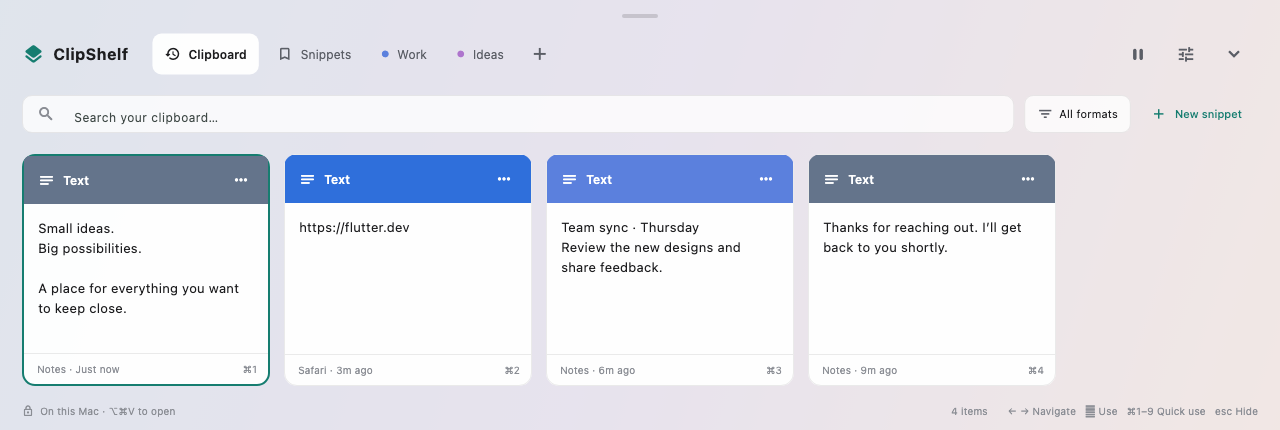 ClipShelf
Clipboard
Snippets
Work
Ideas
Search your clipboard...
All formats
New snippet
Text
Small ideas.
Big possibilities.
A place for everything you want
to keep close.
Notes · Just now
⌘1
Text
https://flutter.dev
Safari · 3m ago
⌘2
Text
Team sync · Thursday
Review the new designs and
share feedback.
Notes · 6m ago
⌘3
Text
Thanks for reaching out. I’ll get
back to you shortly.
Notes · 9m ago
⌘4
On this Mac · ⌥⌘V to open
4 items
← → Navigate
Use
⌘1–9 Quick use
esc Hide